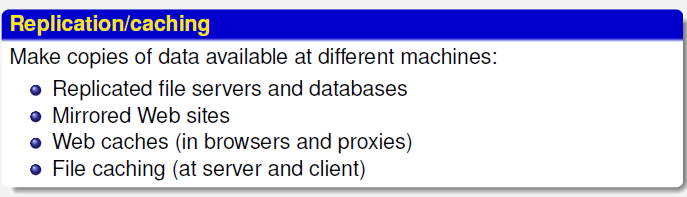 Replication/caching
Make copies of data available at different machines:
Replicated file servers and databases
Mirrored Web sites
Web caches (in browsers and proxies)
File caching (at server and client)